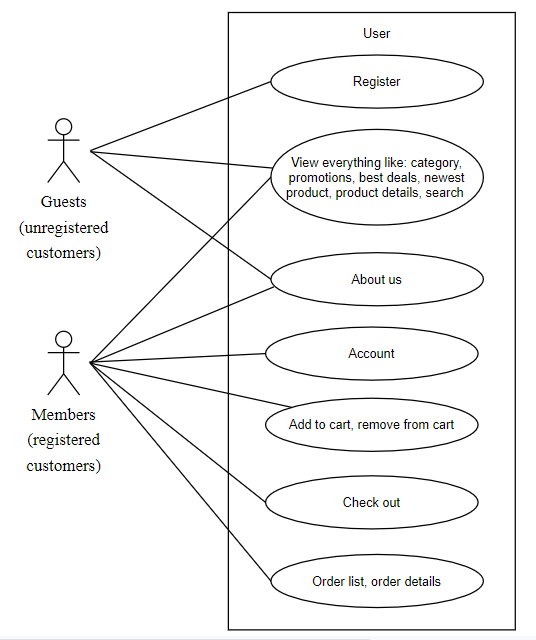 User
Register
View everything like: category,
promotions, best deals, newest
product, product details, search
Guests
(unregistered
customers)
About us
Account
Members
(registered
customers)
Add to cart, remove from cart
Check out
Order list, order details